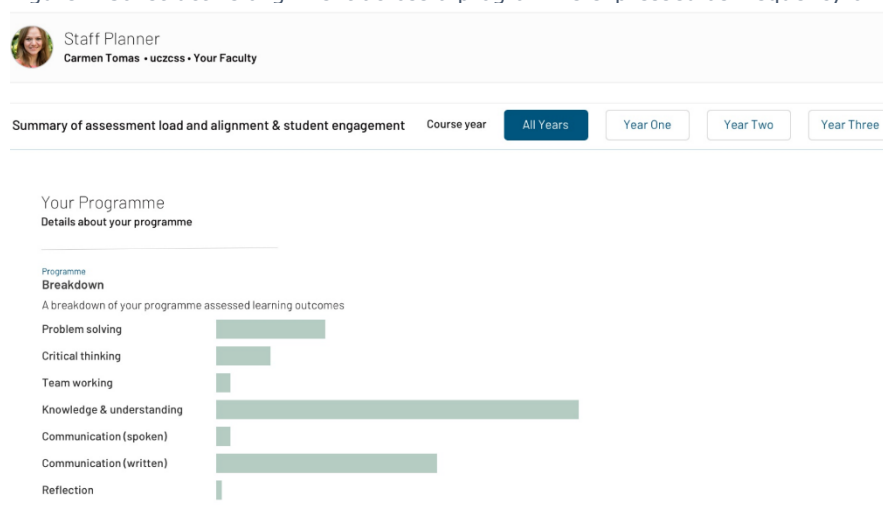 Staff Planner
Carmen Tomas • uczcss • Your Faculty
Summary of assessment load and alignment & student engagement Course year All Years Year One Year Two Year Three
Your Programme
Details about your programme
Programme
Breakdown
A breakdown of your programme assessed learning outcomes
Problem solving
Critical thinking
Team working
Knowledge & understanding
Communication (spoken)
Communication (written)
Reflection